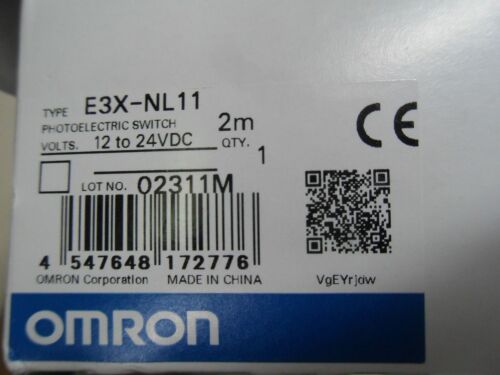 TYPE E3X-NL11
PHOTOELECTRIC SWITCH 2m
VOLTS. 12 to 24VDC QTY. 1
LOT NO. 02311M
CE
4 547648 172776
OMRON Corporation MADE IN CHINA
VgEYrjdw
OMRON